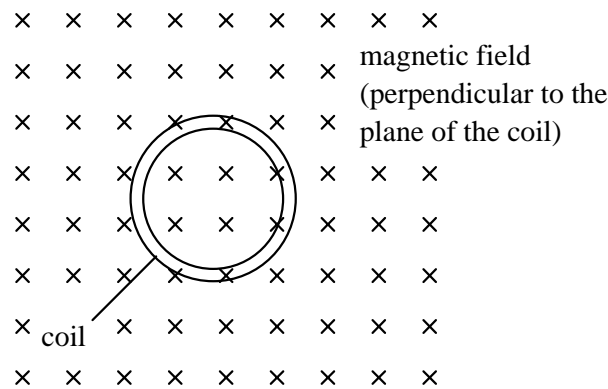 magnetic field
(perpendicular to the
plane of the coil)
coil